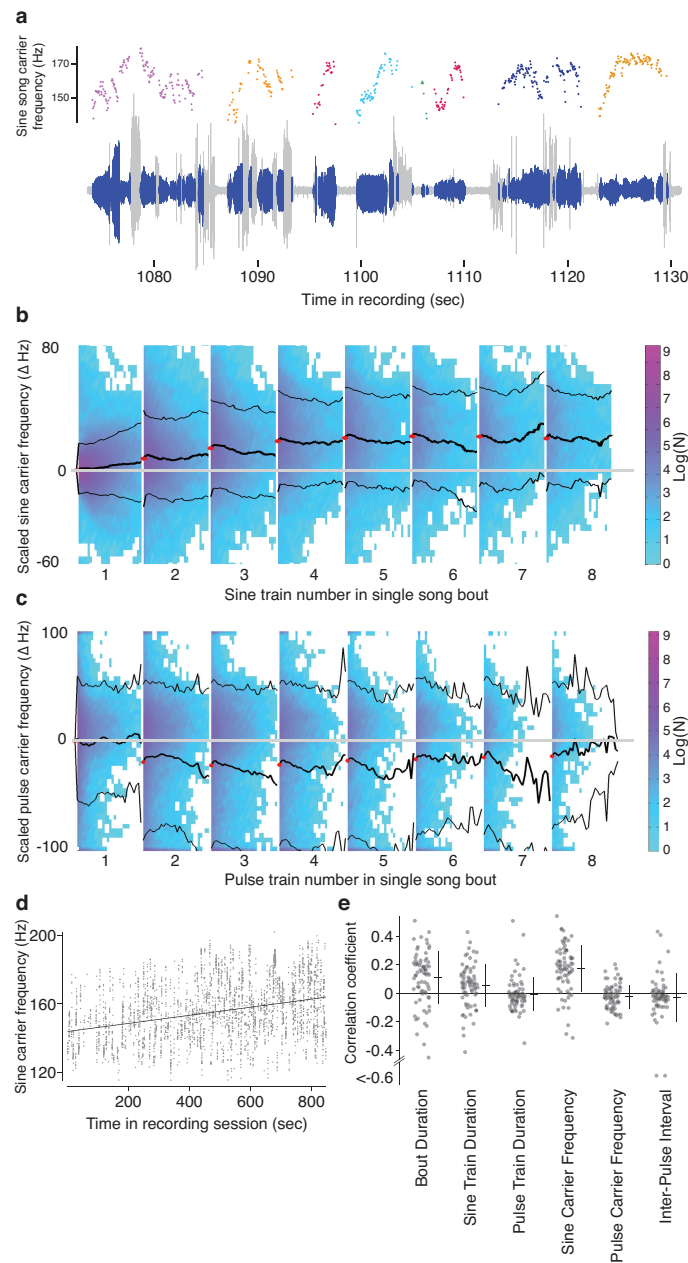 a
Sine song carrier
frequency (Hz)
170
150
1080 1090 1100 1110 1120 1130
Time in recording (sec)
b
Scaled sine carrier frequency (Δ Hz)
80
0
-60
1 2 3 4 5 6 7 8
Sine train number in single song bout
9
8
7
6
5
4
3
2
1
0
Log(N)
c
Scaled pulse carrier frequency (Δ Hz)
100
0
-100
1 2 3 4 5 6 7 8
Pulse train number in single song bout
9
8
7
6
5
4
3
2
1
0
Log(N)
d
Sine carrier frequency (Hz)
200
160
120
200 400 600 800
Time in recording session (sec)
e
Correlation coefficient
0.4
0.2
0
-0.2
-0.4
<-0.6
Bout Duration
Sine Train Duration
Pulse Train Duration
Sine Carrier Frequency
Pulse Carrier Frequency
Inter-Pulse Interval